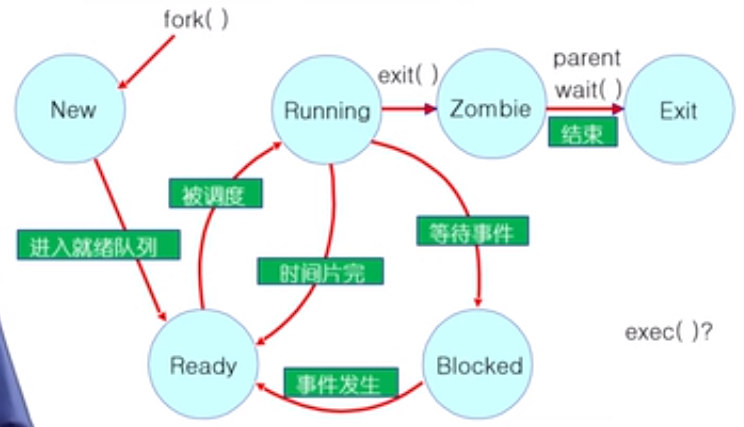 fork( )
New
Running
exit( )
Zombie
parent
wait( )
结束
Exit
被调度
进入就绪队列
时间片完
等待事件
Ready
事件发生
Blocked
exec( )?